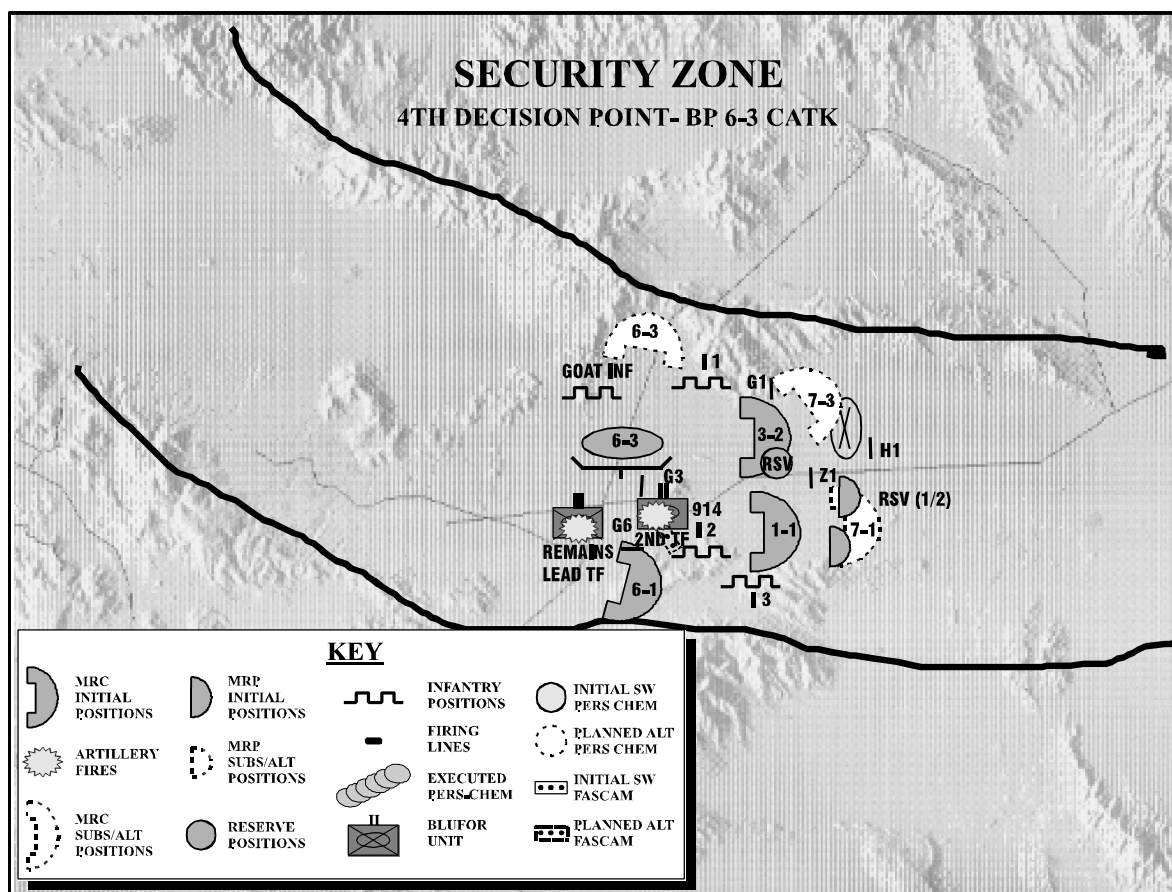 SECURITY ZONE
4TH DECISION POINT- BP 6-3 CATK
6-3
GOAT INF
I 1
G1
7-3
3-2
RSV
H1
6-3
Z1
G3
RSV (1/2)
914
G6
2ND TF
I 2
1-1
7-1
REMAINS
LEAD TF
6-1
I 3
KEY
MRC
INITIAL
POSITIONS
MRP
INITIAL
POSITIONS
INFANTRY
POSITIONS
INITIAL SW
PERS CHEM
ARTILLERY
FIRES
MRP
SUBS/ALT
POSITIONS
FIRING
LINES
PLANNED ALT
PERS CHEM
EXECUTED
PERS-CHEM
INITIAL SW
FASCAM
MRC
SUBS/ALT
POSITIONS
RESERVE
POSITIONS
II
BLUFOR
UNIT
PLANNED ALT
FASCAM